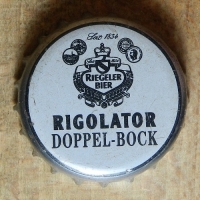 Seit 1834
RIEGELER
BIER
RIGOLATOR
DOPPEL-BOCK